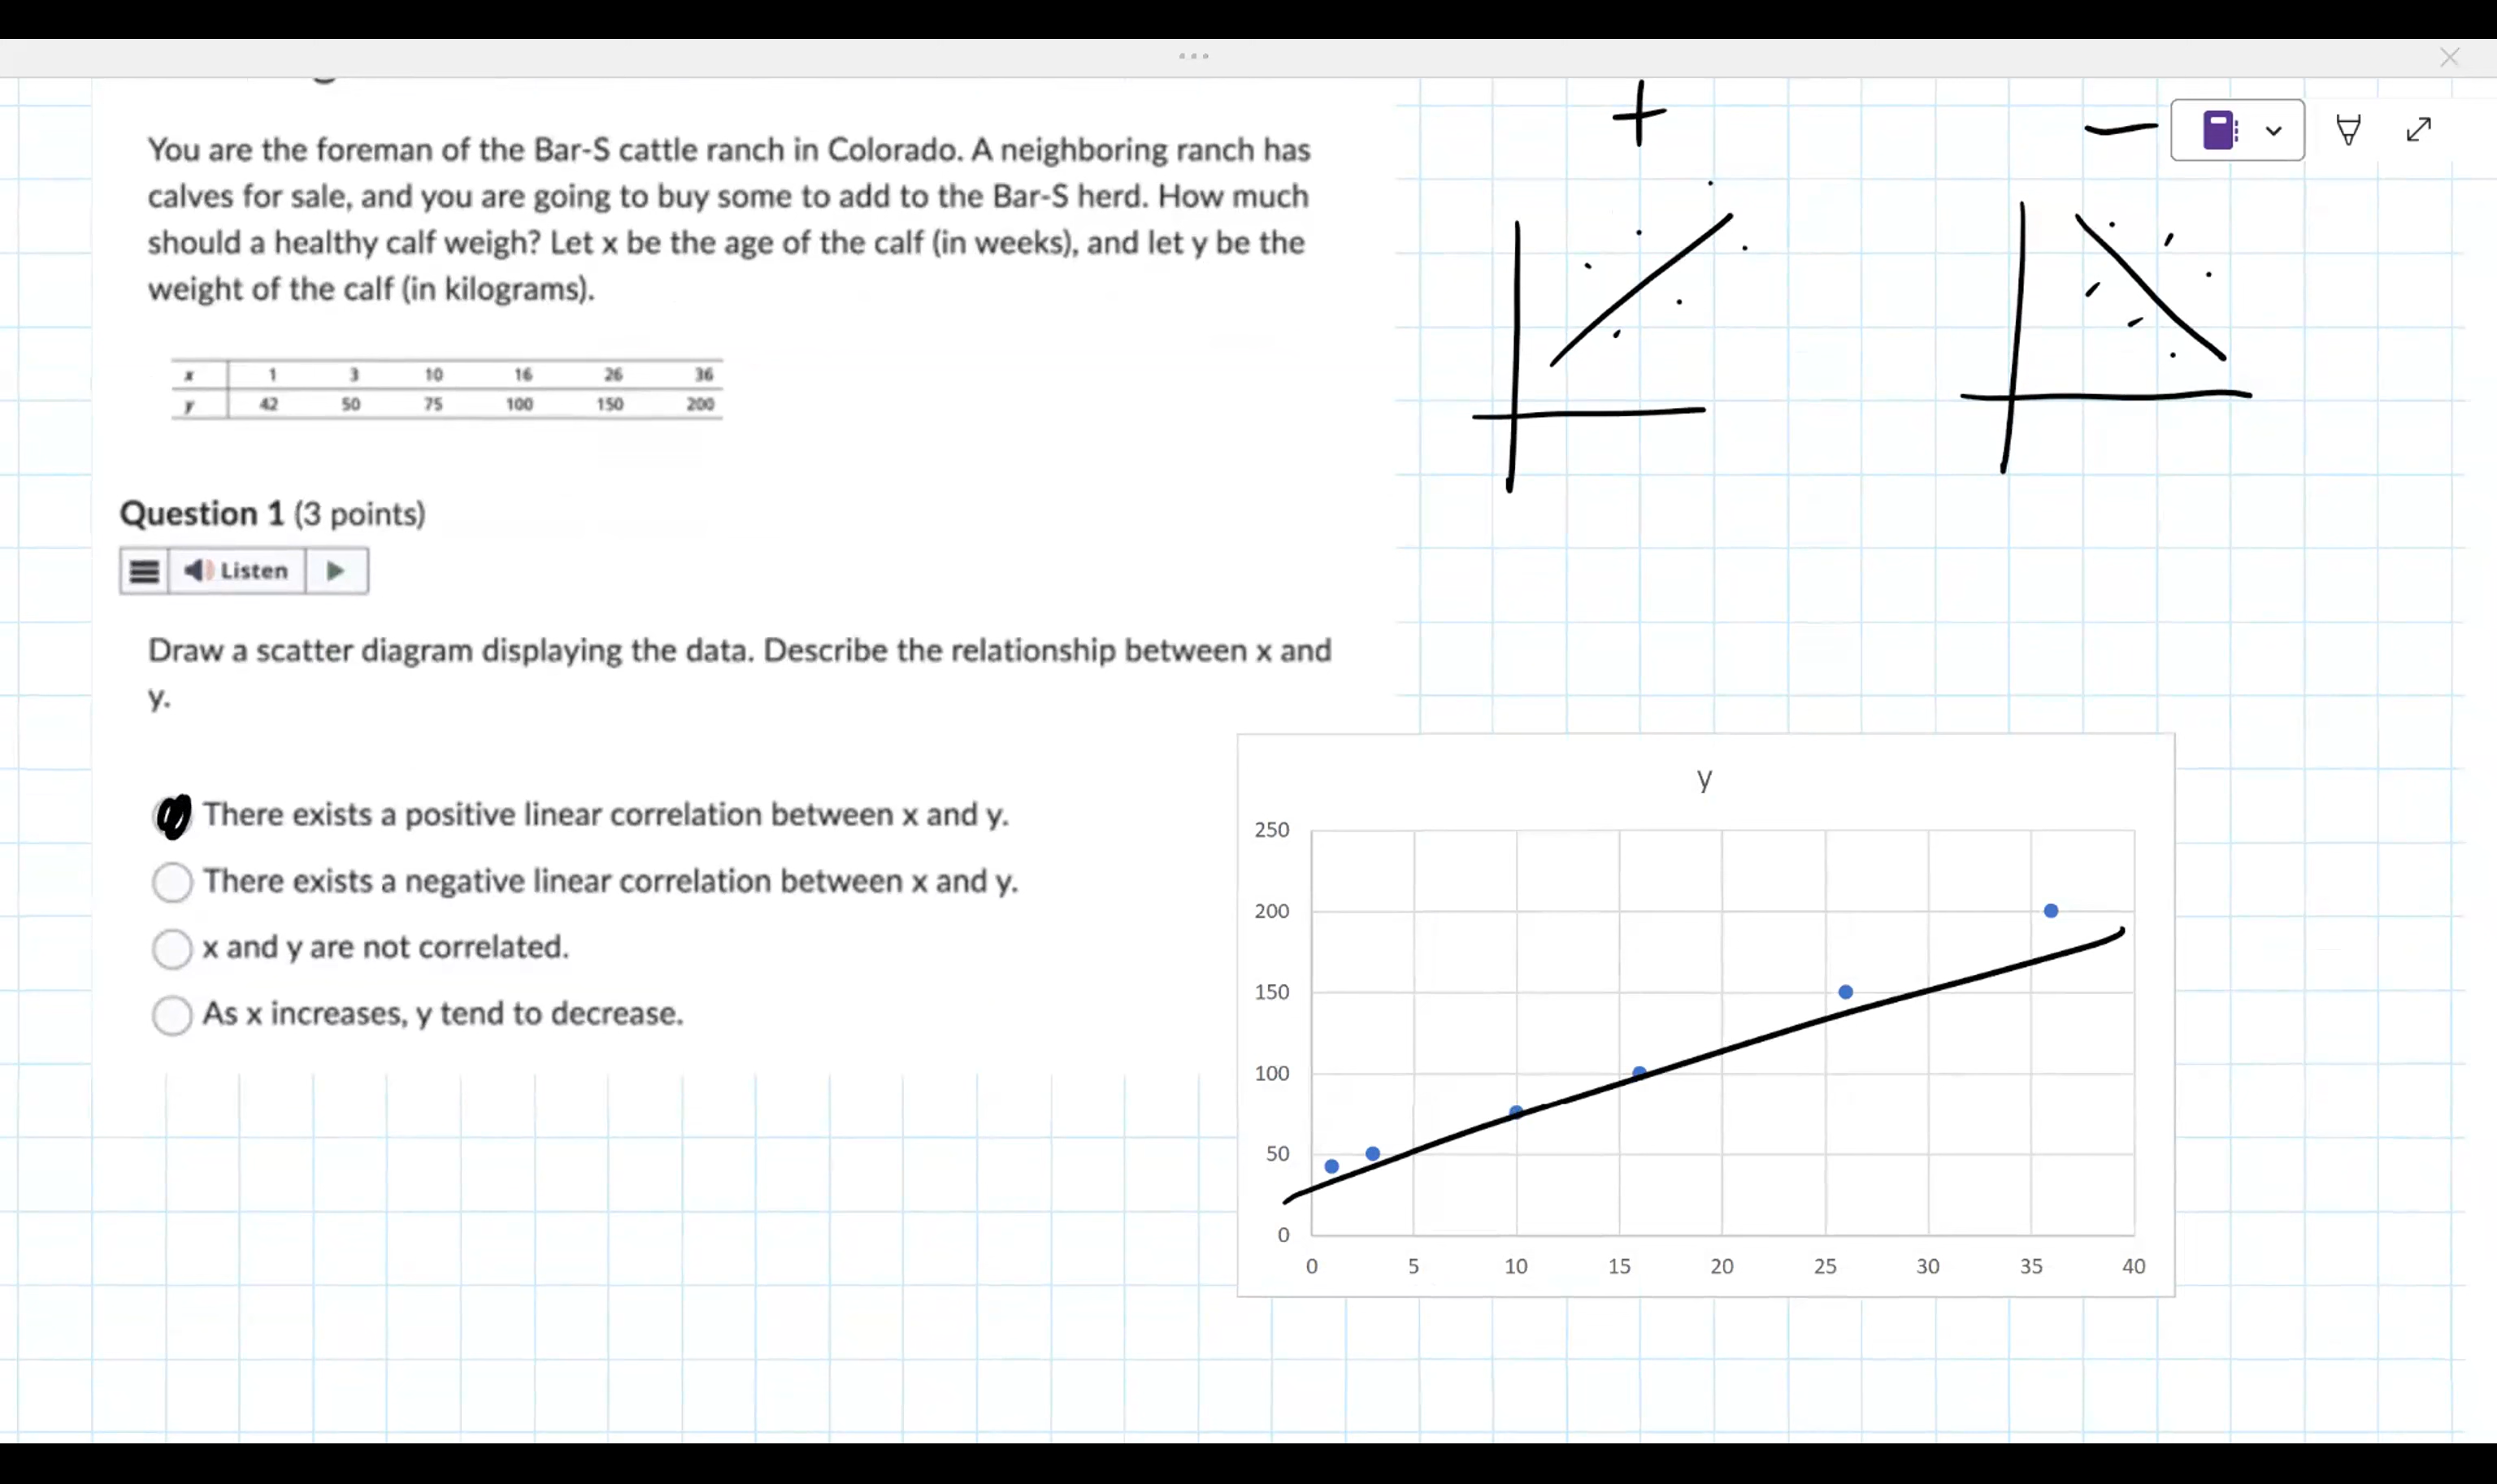 You are the foreman of the Bar-S cattle ranch in Colorado. A neighboring ranch has
calves for sale, and you are going to buy some to add to the Bar-S herd. How much
should a healthy calf weigh? Let x be the age of the calf (in weeks), and let y be the
weight of the calf (in kilograms).
x 1 3 10 16 26 36
y 42 50 75 100 150 200
Question 1 (3 points)
Listen
Draw a scatter diagram displaying the data. Describe the relationship between x and
y.
There exists a positive linear correlation between x and y.
There exists a negative linear correlation between x and y.
x and y are not correlated.
As x increases, y tend to decrease.
+
−
y
250
200
150
100
50
0
0 5 10 15 20 25 30 35 40